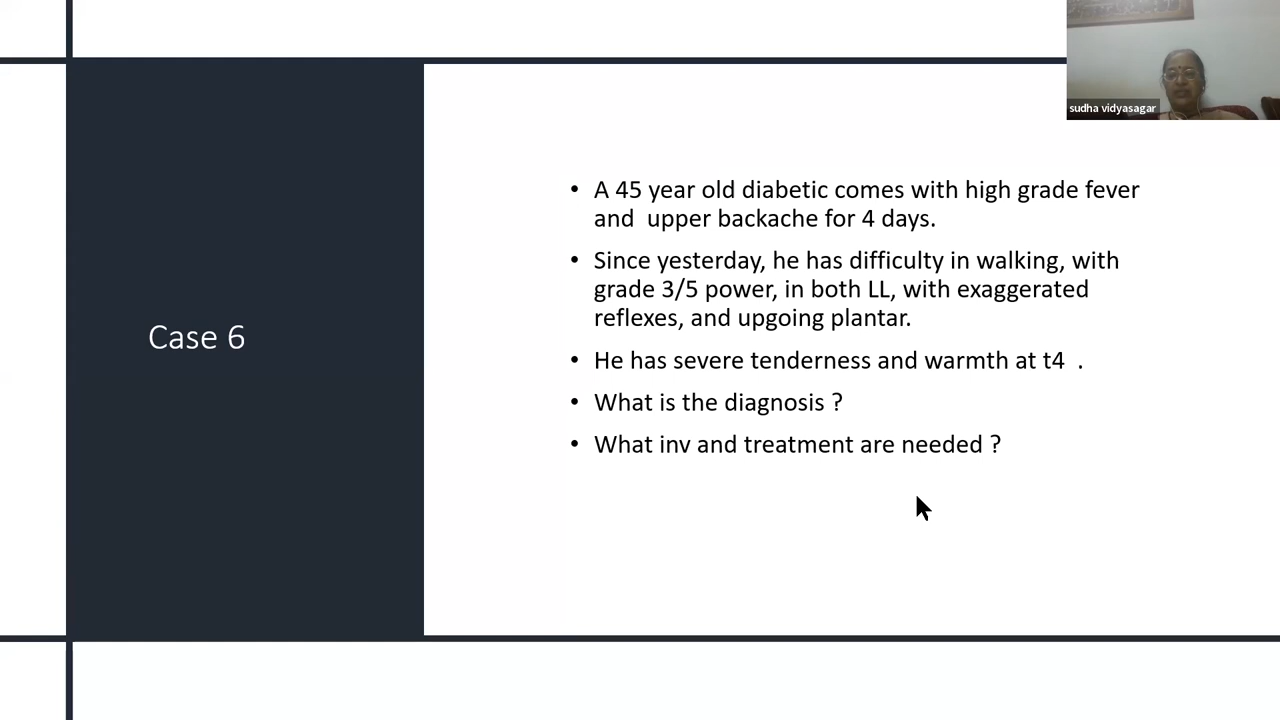 sudha vidyasagar
Case 6
• A 45 year old diabetic comes with high grade fever
and upper backache for 4 days.
• Since yesterday, he has difficulty in walking, with
grade 3/5 power, in both LL, with exaggerated
reflexes, and upgoing plantar.
• He has severe tenderness and warmth at t4 .
• What is the diagnosis ?
• What inv and treatment are needed ?